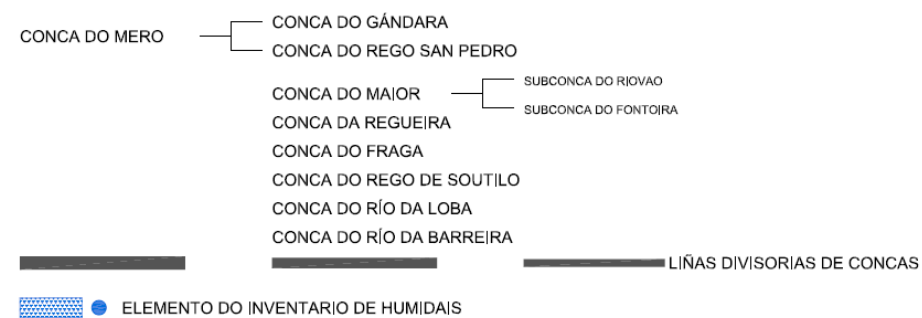 CONCA DO MERO
CONCA DO GÁNDARA
CONCA DO REGO SAN PEDRO
CONCA DO MAIOR
SUBCONCA DO RIOVAO
SUBCONCA DO FONTOIRA
CONCA DA REGUEIRA
CONCA DO FRAGA
CONCA DO REGO DE SOUTILO
CONCA DO RÍO DA LOBA
CONCA DO RÍO DA BARREIRA
LIÑAS DIVISORIAS DE CONCAS
ELEMENTO DO INVENTARIO DE HUMIDAIS